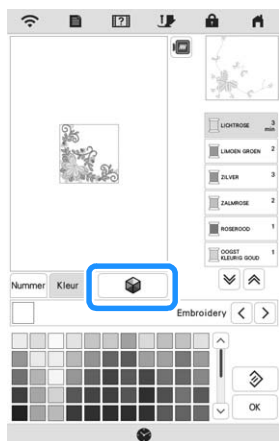 LICHTROSE 3 min
LIMOEN GROEN 2
ZILVER 3
ZALMROSE 2
ROSEROOD 1
OOGST KLEURIG GOUD 1
Nummer Kleur
Embroidery
OK